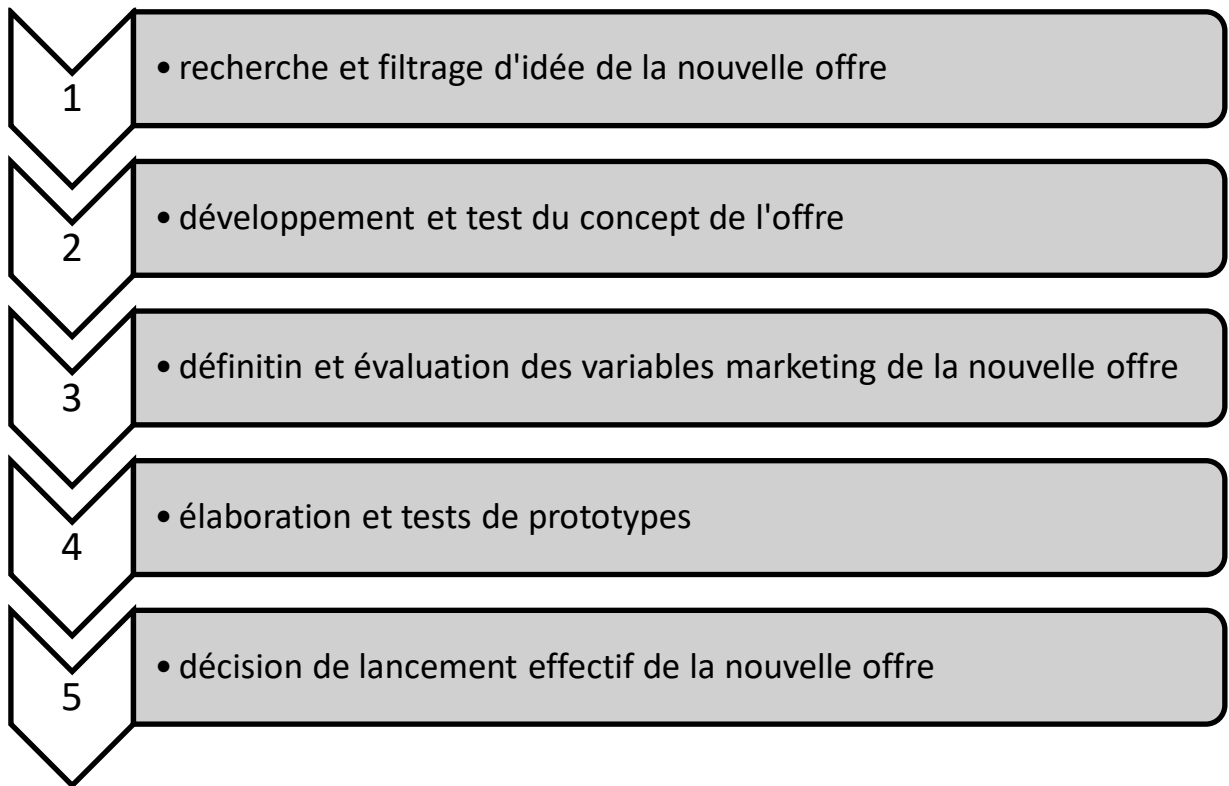 1
• recherche et filtrage d'idée de la nouvelle offre
2
• développement et test du concept de l'offre
3
• définitin et évaluation des variables marketing de la nouvelle offre
4
• élaboration et tests de prototypes
5
• décision de lancement effectif de la nouvelle offre